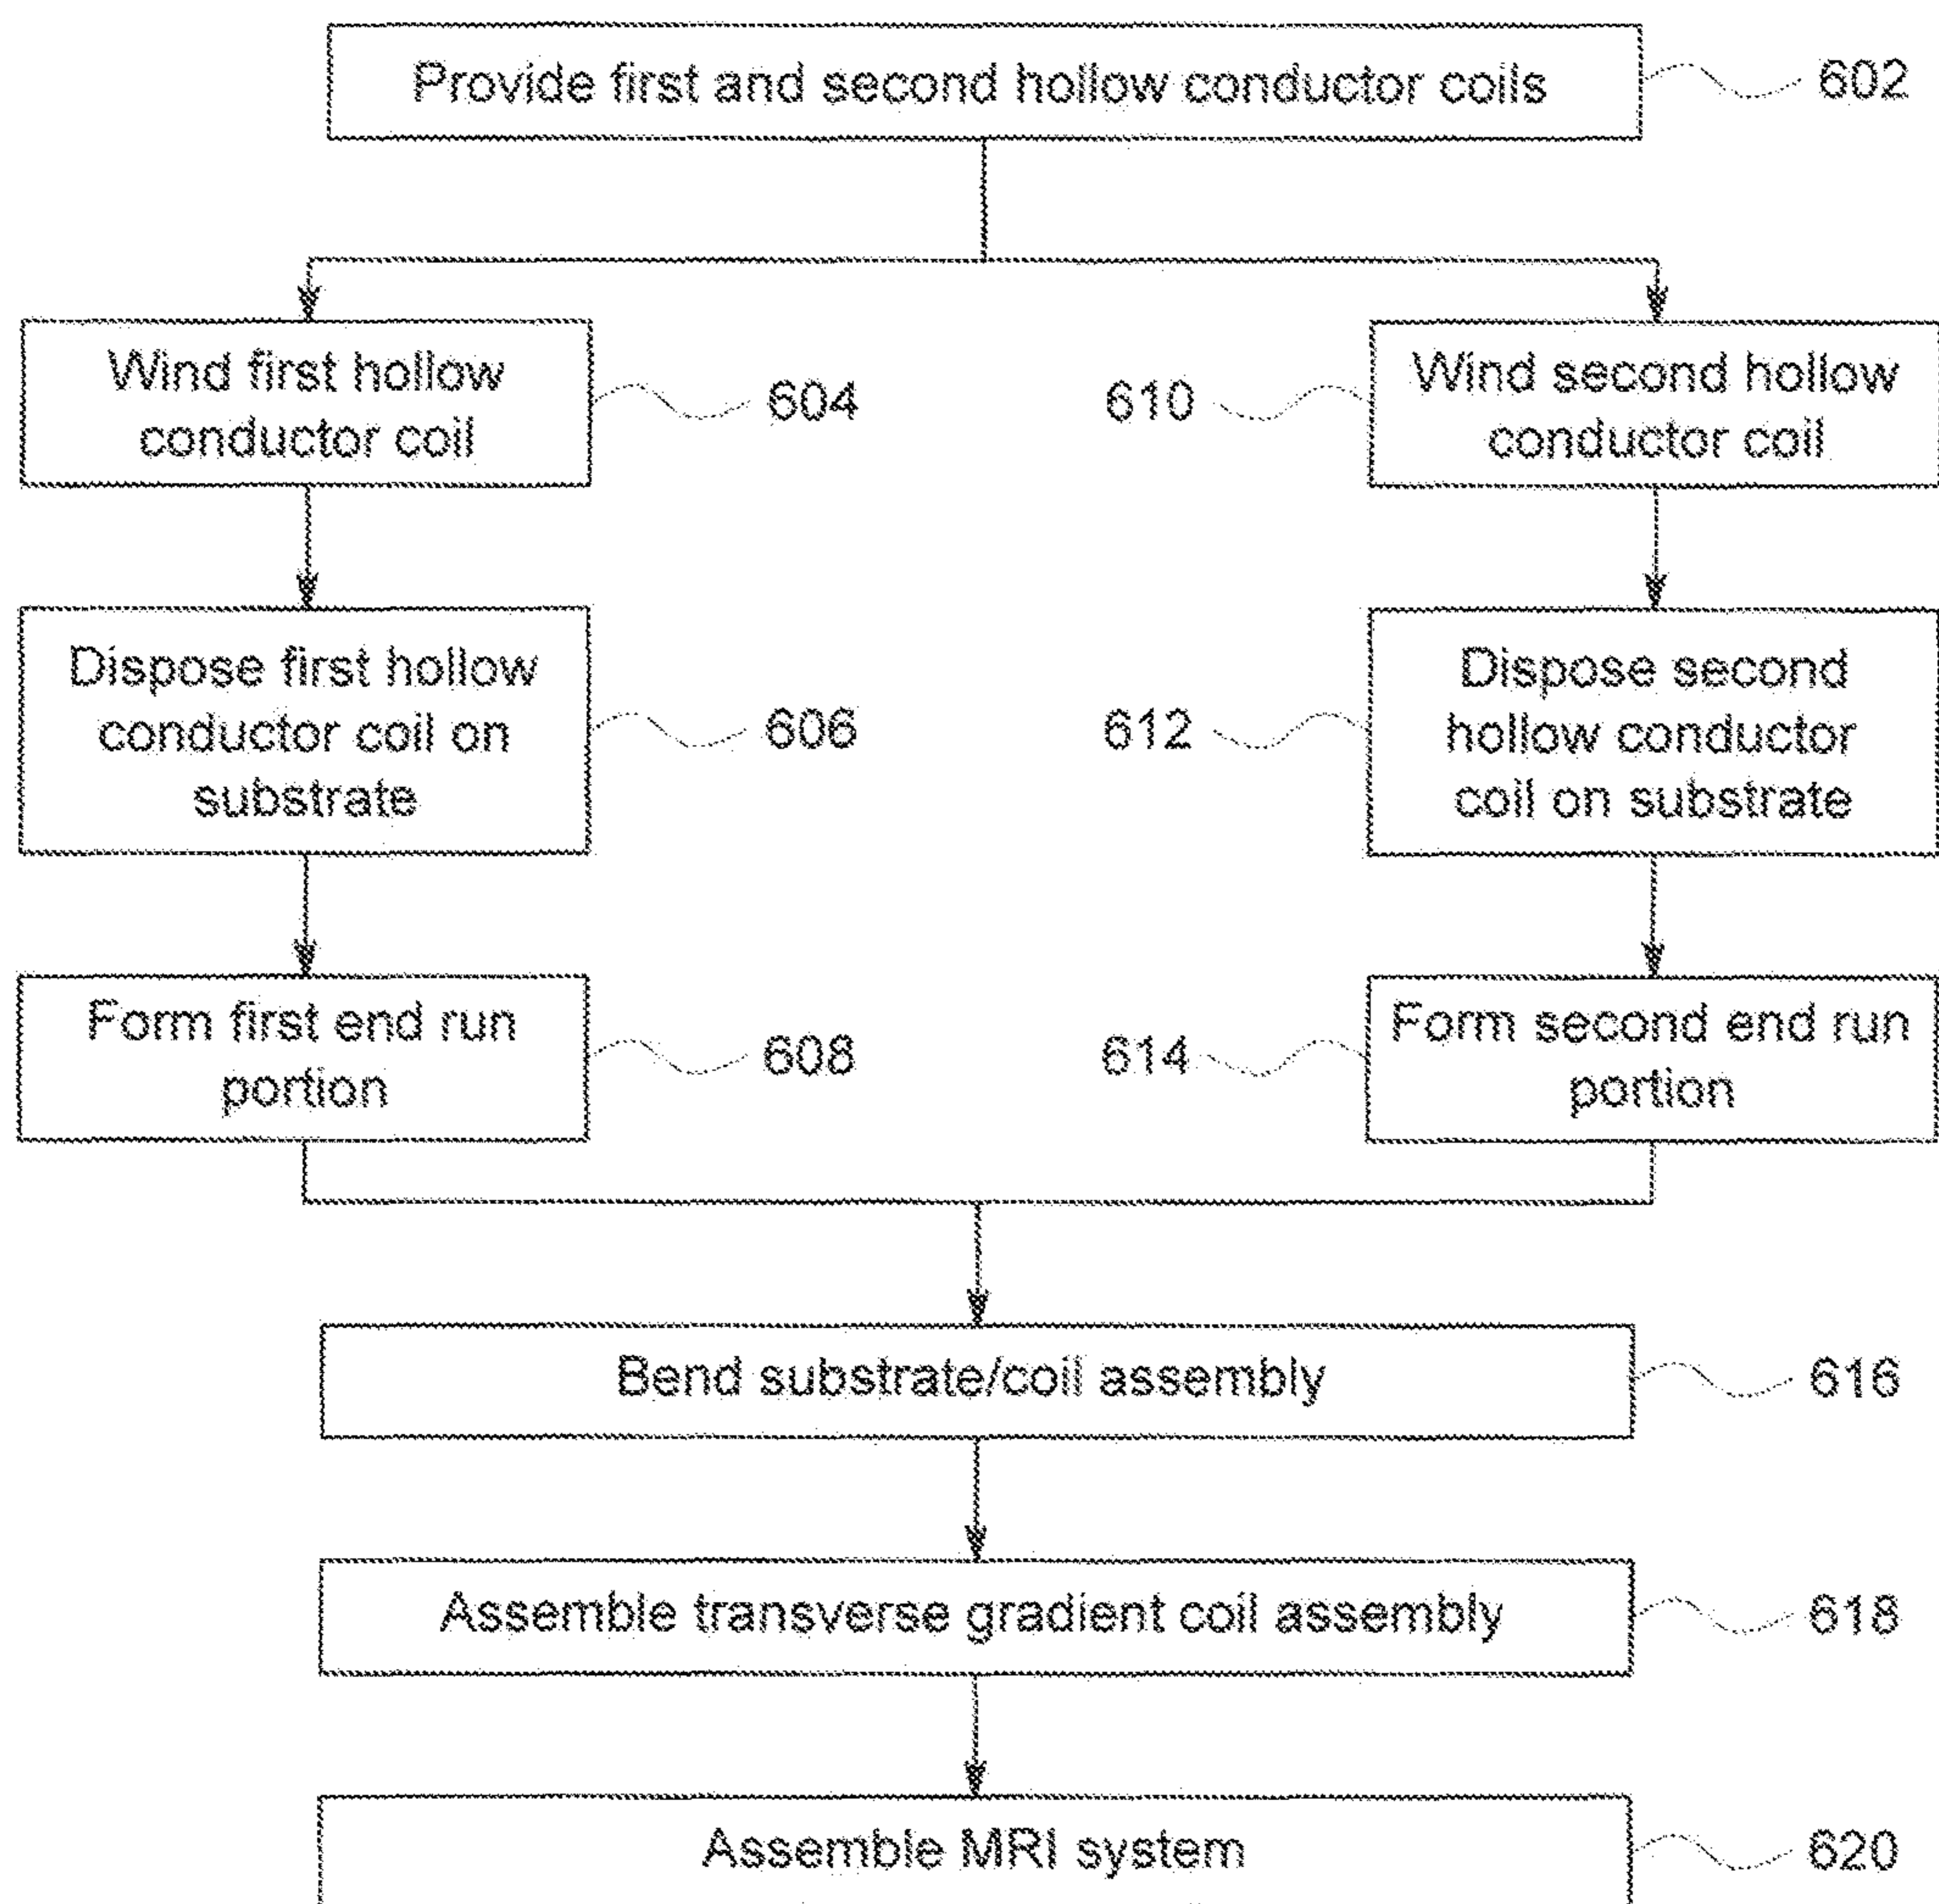 Provide first and second hollow conductor coils
602
Wind first hollow
conductor coil
604
610
Wind second hollow
conductor coil
Dispose first hollow
conductor coil on
substrate
606
612
Dispose second
hollow conductor
coil on substrate
Form first end run
portion
608
614
Form second end run
portion
Bend substrate/coil assembly
616
Assemble transverse gradient coil assembly
618
Assemble MRI system
620